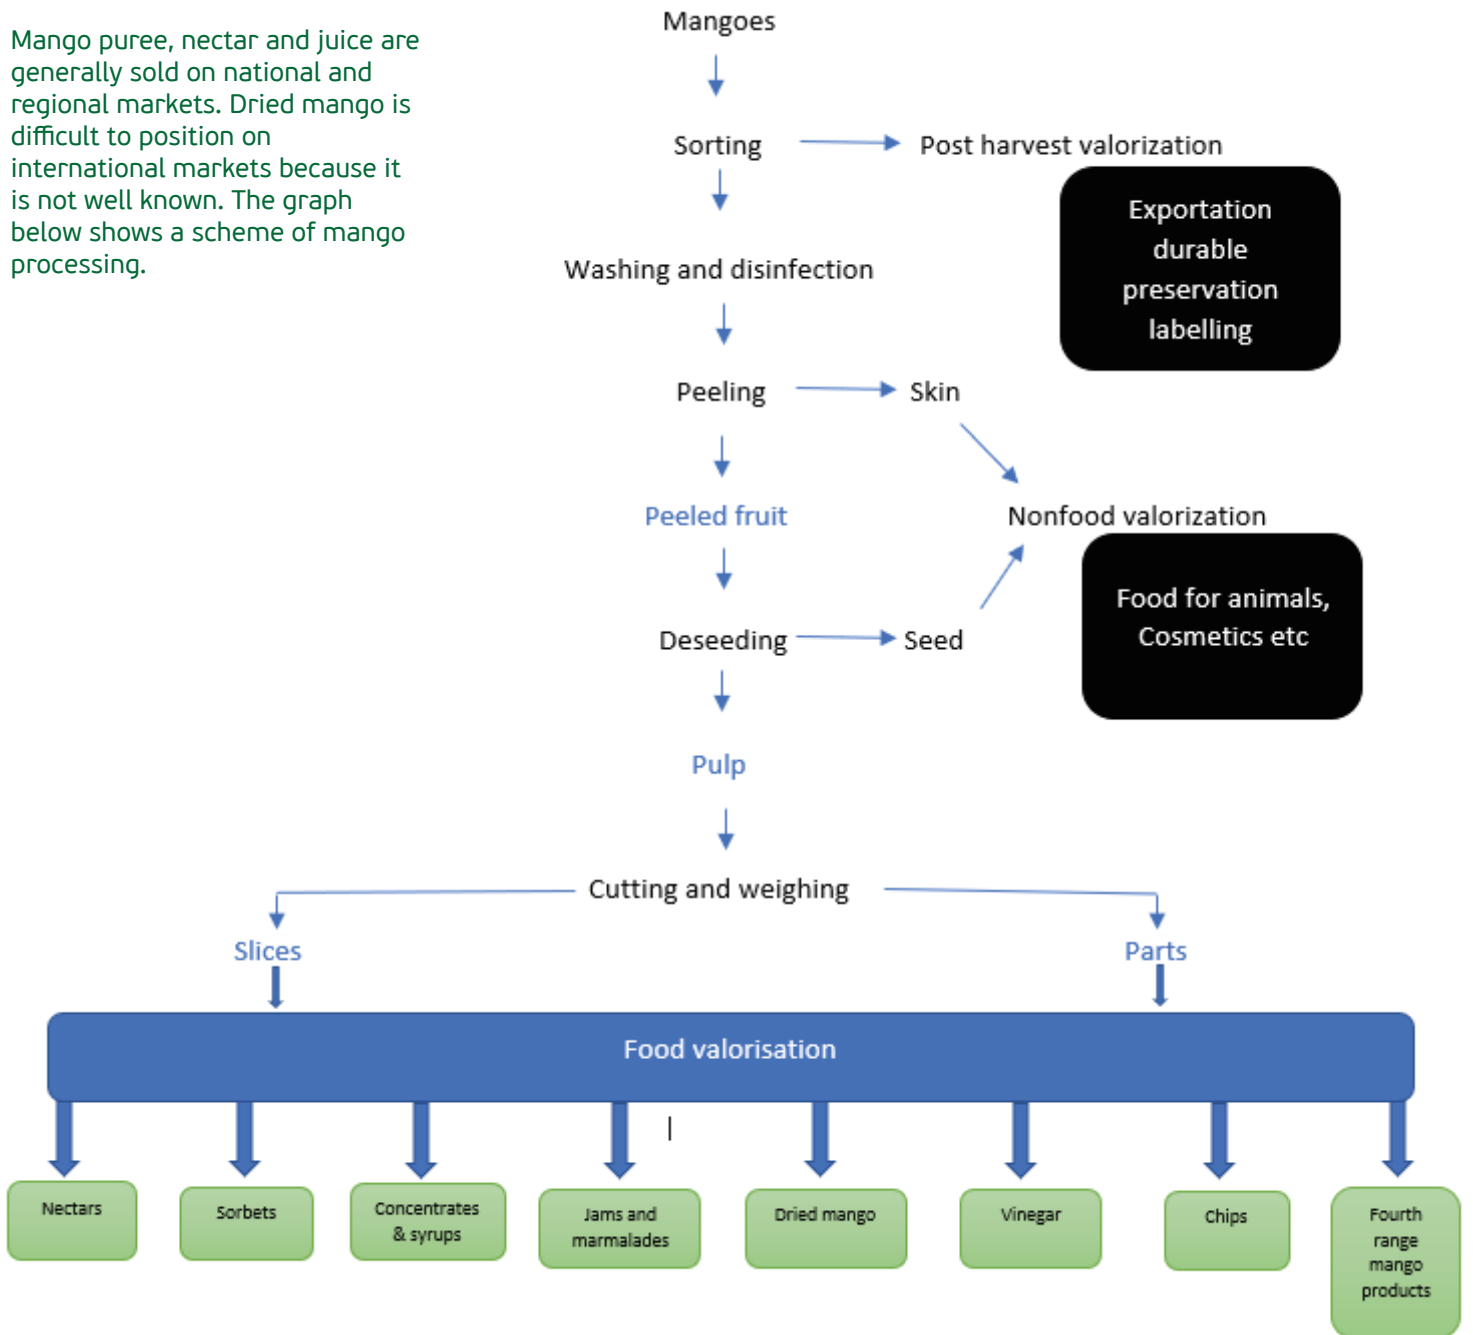 Mango puree, nectar and juice are
generally sold on national and
regional markets. Dried mango is
difficult to position on
international markets because it
is not well known. The graph
below shows a scheme of mango
processing.
Mangoes
Sorting
Post harvest valorization
Exportation
durable
preservation
labelling
Washing and disinfection
Peeling
Skin
Peeled fruit
Nonfood valorization
Food for animals,
Cosmetics etc
Deseeding
Seed
Pulp
Cutting and weighing
Slices
Parts
Food valorisation
Nectars
Sorbets
Concentrates
& syrups
Jams and
marmalades
Dried mango
Vinegar
Chips
Fourth
range
mango
products